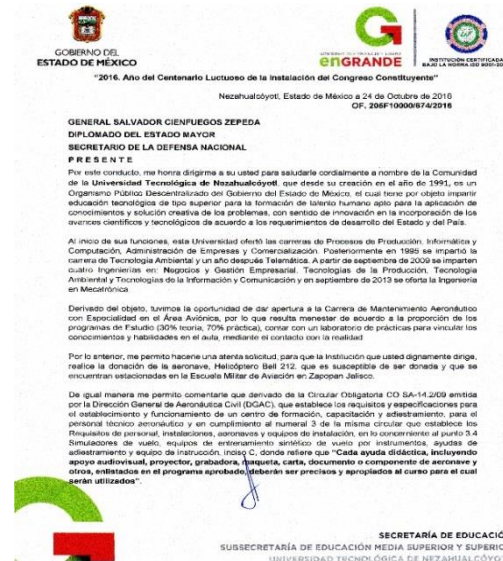 GOBIERNO DEL
ESTADO DE MÉXICO
enGRANDE
INSTITUCIÓN CERTIFICADA
BAJO LA NORMA ISO 9001:20
"2016. Año del Centenario Luctuoso de la Instalación del Congreso Constituyente"
Nezahualcóyotl, Estado de México a 24 de Octubre de 2016
OF. 205F10000/674/2016
GENERAL SALVADOR CIENFUEGOS ZEPEDA
DIPLOMADO DEL ESTADO MAYOR
SECRETARIO DE LA DEFENSA NACIONAL
P R E S E N T E
Por este conducto, me honra dirigirme a su usted para saludarle cordialmente a nombre de la Comunidad
de la Universidad Tecnológica de Nezahualcóyotl, que desde su creación en el año de 1991, es un
Organismo Público Descentralizado del Gobierno del Estado de México, el cual tiene por objeto impartir
educación tecnológica de tipo superior para la formación de talento humano apto para la aplicación de
conocimientos y solución creativa de los problemas, con sentido de innovación en la incorporación de los
avances científicos y tecnológicos de acuerdo a los requerimientos de desarrollo del Estado y del País.
Al inicio de sus funciones, esta Universidad ofertó las carreras de Procesos de Producción, Informática y
Computación, Administración de Empresas y Comercialización. Posteriormente en 1995 se impartió la
carrera de Tecnología Ambiental y un año después Telemática. A partir de septiembre de 2009 se imparten
cuatro Ingenierías en: Negocios y Gestión Empresarial, Tecnologías de la Producción, Tecnología
Ambiental y Tecnologías de la Información y Comunicación y en septiembre de 2013 se oferta la Ingeniería
en Mecatrónica
Derivado del objeto, tuvimos la oportunidad de dar apertura a la Carrera de Mantenimiento Aeronáutico
con Especialidad en el Área Aviónica, por lo que resulta menester de acuerdo a la proporción de los
programas de Estudio (30% teoría, 70% práctica), contar con un laboratorio de prácticas para vincular los
conocimientos y habilidades en el aula, mediante el contacto con la realidad
Por lo anterior, me permito hacerle una atenta solicitud, para que la Institución que usted dignamente dirige,
realice la donación de la aeronave, Helicóptero Bell 212, que es susceptible de ser donada y que se
encuentran estacionadas en la Escuela Militar de Aviación en Zapopan Jalisco.
De igual manera me permito comentarle que derivado de la Circular Obligatoria CO SA-14.2/09 emitida
por la Dirección General de Aeronáutica Civil (DGAC), que establece los requisitos y especificaciones para
el establecimiento y funcionamiento de un centro de formación, capacitación y adiestramiento, para el
personal técnico aeronáutico y en cumplimiento al numeral 3 de la misma circular que establece los
Requisitos de personal, instalaciones, aeronaves y equipos de instalación, en lo concerniente al punto 3.4
Simuladores de vuelo, equipos de entrenamiento sintético de vuelo por instrumentos, ayudas de
adiestramiento y equipo de instrucción, inciso C, donde refiere que "Cada ayuda didáctica, incluyendo
apoyo audiovisual, proyector, grabadora, maqueta, carta, documento o componente de aeronave y
otros, enlistados en el programa aprobado, deberán ser precisos y apropiados al curso para el cual
serán utilizados".
SECRETARÍA DE EDUCACIÓ
SUBSECRETARÍA DE EDUCACIÓN MEDIA SUPERIOR Y SUPERIO
UNIVERSIDAD TECNOLÓGICA DE NEZAHUALCÓYOT